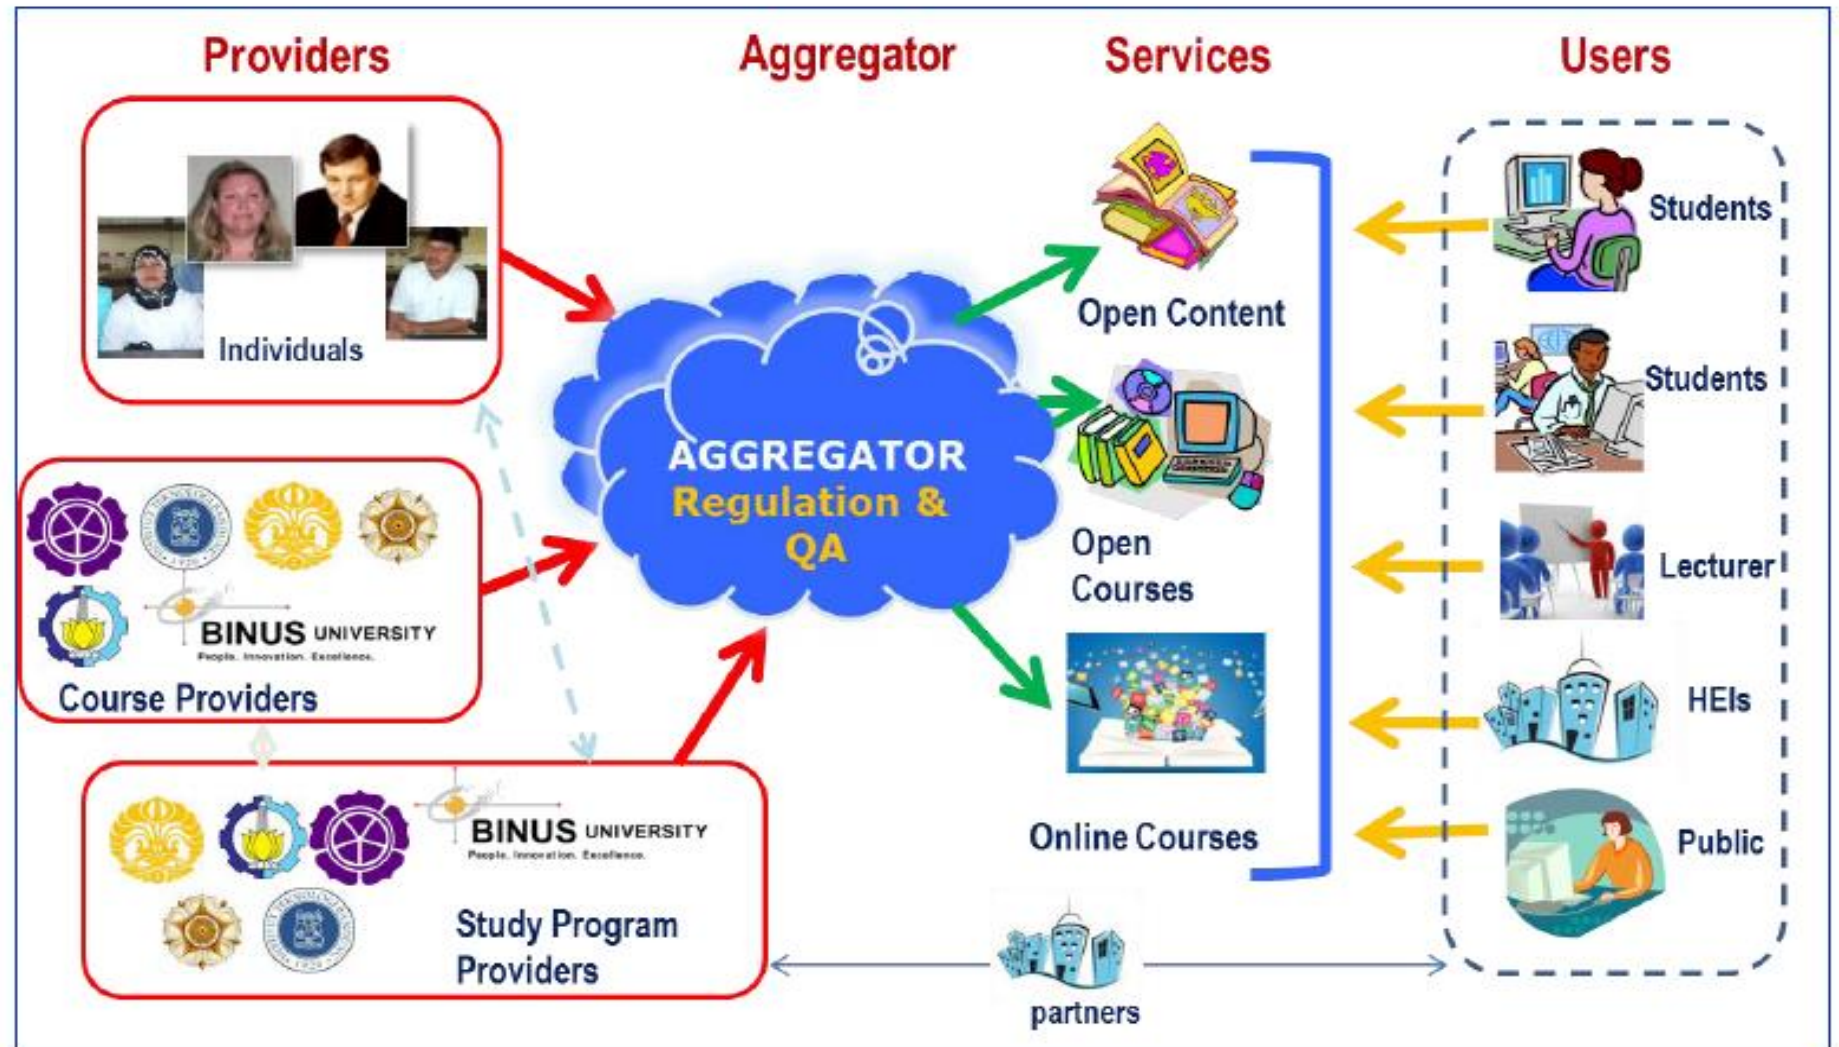 Providers
Aggregator
Services
Users
Individuals
AGGREGATOR
Regulation &
QA
Open Content
Students
Students
Open
Courses
Lecturer
BINUS UNIVERSITY
People. Innovation. Excellence.
Course Providers
HEIs
Online Courses
Public
BINUS UNIVERSITY
People. Innovation. Excellence.
Study Program
Providers
partners